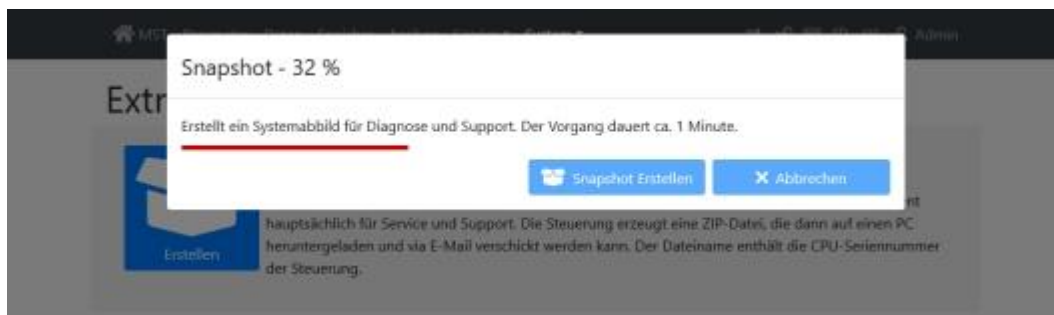 MST
Admin
Snapshot - 32 %
Extr
Erstellt ein Systemabbild für Diagnose und Support. Der Vorgang dauert ca. 1 Minute.
Snapshot Erstellen
Abbrechen
nt
hauptsächlich für Service und Support. Die Steuerung erzeugt eine ZIP-Datei, die dann auf einen PC
Erstellen
heruntergeladen und via E-Mail verschickt werden kann. Der Dateiname enthält die CPU-Seriennummer
der Steuerung.